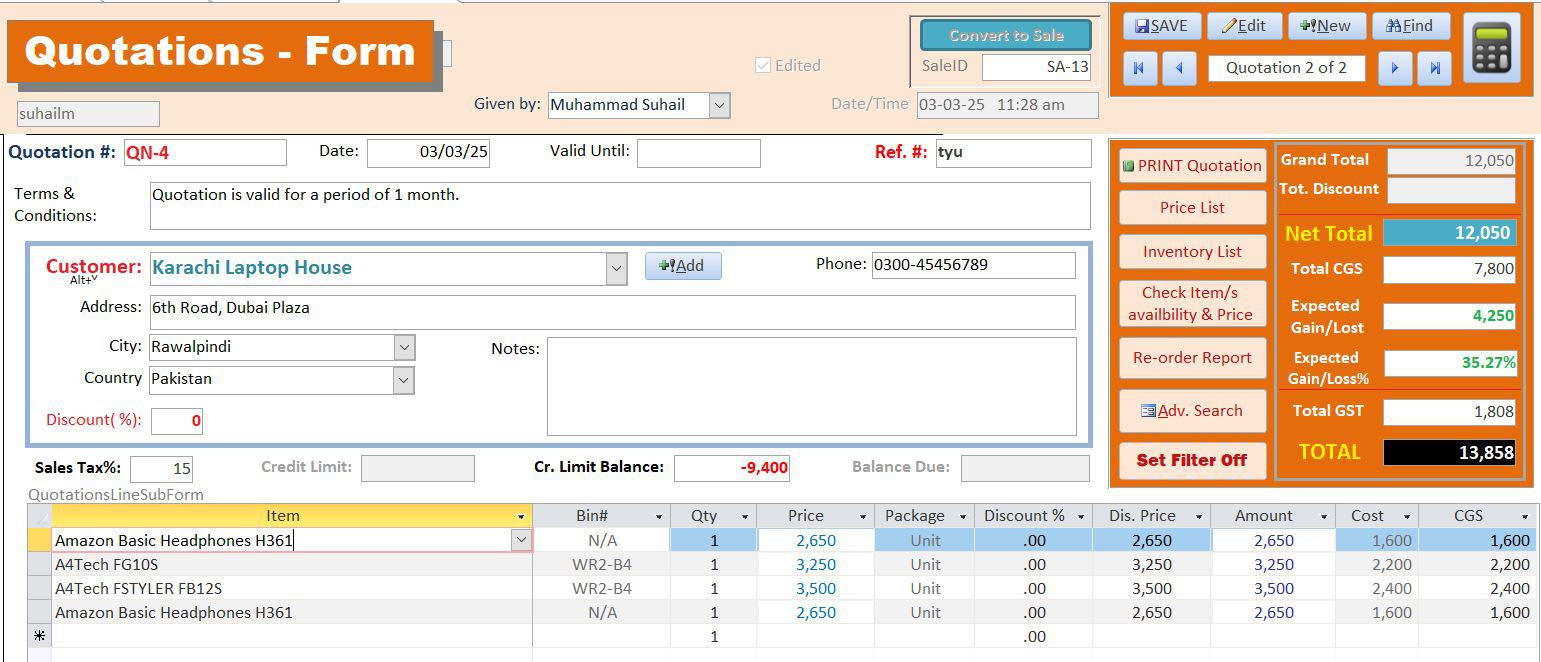 Quotations - Form
Convert to Sale
SAVE Edit +!New Find
Edited
SaleID SA-13
Quotation 2 of 2
suhailm
Given by: Muhammad Suhail
Date/Time 03-03-25 11:28 am
Quotation #: QN-4
Date: 03/03/25
Valid Until:
Ref. #: tyu
Terms &
Conditions:
Quotation is valid for a period of 1 month.
Customer: Karachi Laptop House
Alt+^v
+!Add
Phone: 0300-45456789
Address: 6th Road, Dubai Plaza
City: Rawalpindi
Notes:
Country Pakistan
Discount( %): 0
Sales Tax%: 15
Credit Limit:
Cr. Limit Balance: -9,400
Balance Due:
PRINT Quotation
Price List
Inventory List
Check Item/s
availbility & Price
Re-order Report
Adv. Search
Set Filter Off
Grand Total 12,050
Tot. Discount
Net Total 12,050
Total CGS 7,800
Expected
Gain/Lost
4,250
Expected
Gain/Loss%
35.27%
Total GST 1,808
TOTAL 13,858
QuotationsLineSubForm
Item Bin# Qty Price Package Discount % Dis. Price Amount Cost CGS
Amazon Basic Headphones H361 N/A 1 2,650 Unit .00 2,650 2,650 1,600 1,600
A4Tech FG10S WR2-B4 1 3,250 Unit .00 3,250 3,250 2,200 2,200
A4Tech FSTYLER FB12S WR2-B4 1 3,500 Unit .00 3,500 3,500 2,400 2,400
Amazon Basic Headphones H361 N/A 1 2,650 Unit .00 2,650 2,650 1,600 1,600
1 .00